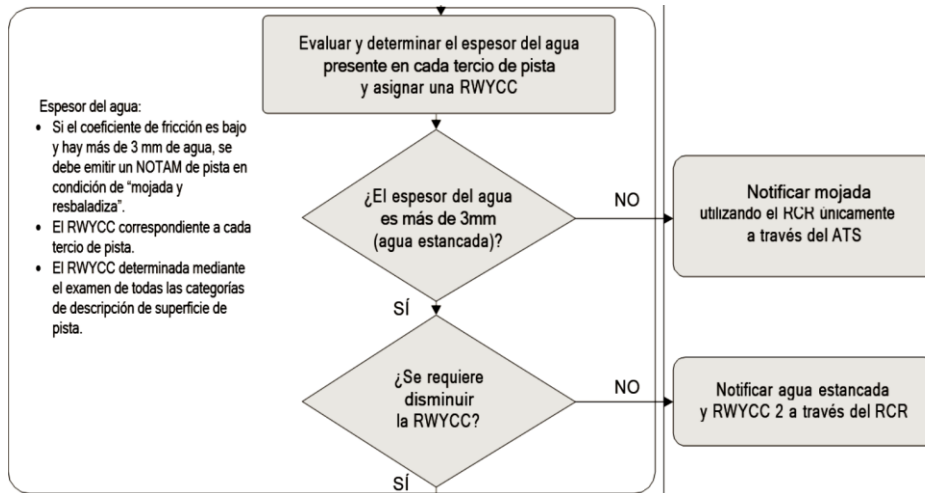 Evaluar y determinar el espesor del agua
presente en cada tercio de pista
y asignar una RWYCC
Espesor del agua:
• Si el coeficiente de fricción es bajo
y hay más de 3 mm de agua, se
debe emitir un NOTAM de pista en
condición de “mojada y
resbaladiza”.
• El RWYCC correspondiente a cada
tercio de pista.
• El RWYCC determinada mediante
el examen de todas las categorías
de descripción de superficie de
pista.
¿El espesor del agua
es más de 3mm
(agua estancada)?
NO
Notificar mojada
utilizando el RCR únicamente
a través del ATS
SÍ
¿Se requiere
disminuir
la RWYCC?
NO
Notificar agua estancada
y RWYCC 2 a través del RCR
SÍ